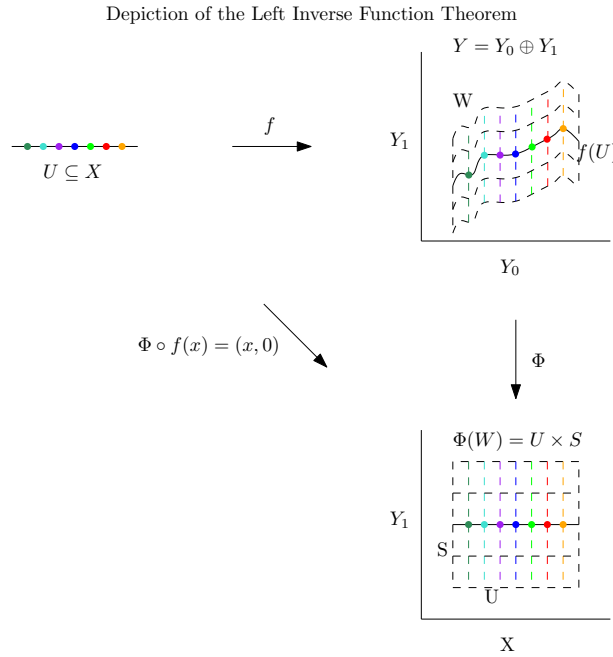 Depiction of the Left Inverse Function Theorem
Y = Y₀ ⊕ Y₁
W
f
Y₁
f(U)
U ⊆ X
Y₀
Φ ∘ f(x) = (x, 0)
Φ
Φ(W) = U × S
Y₁
S
U
X